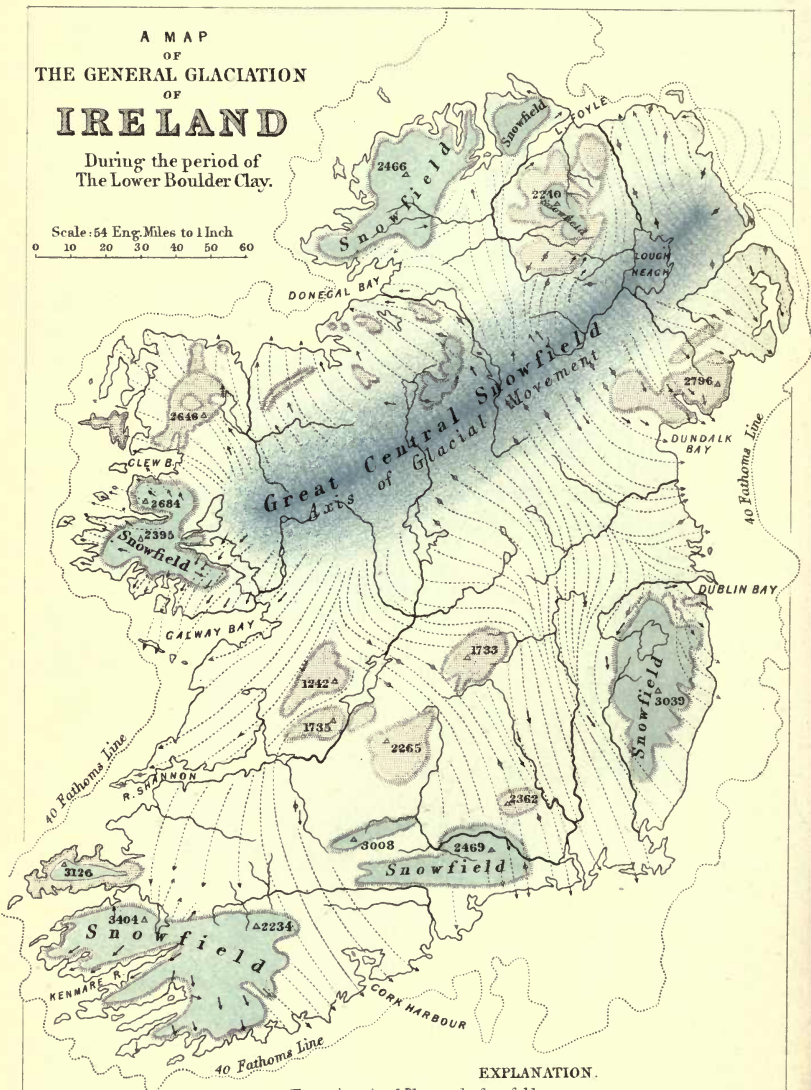 A MAP
OF
THE GENERAL GLACIATION
OF
IRELAND
During the period of
The Lower Boulder Clay.
Scale: 54 Eng. Miles to 1 Inch
0 10 20 30 40 50 60
Snowfield
L. FOYLE
2466
Snowfield
2240
Snowfield
LOUGH
NEAGH
DONEGAL BAY
Great Central Snowfield
Axis of Glacial Movement
2796
DUNDALK
BAY
40 Fathoms Line
2646
CLEW B.
2684
2395
Snowfield
GALWAY BAY
DUBLIN BAY
1733
1242
1735
2265
Snowfield
3039
40 Fathoms Line
R. SHANNON
2362
3008
2469
Snowfield
3126
3404
2234
Snowfield
KENMARE R.
CORK HARBOUR
40 Fathoms Line
EXPLANATION.